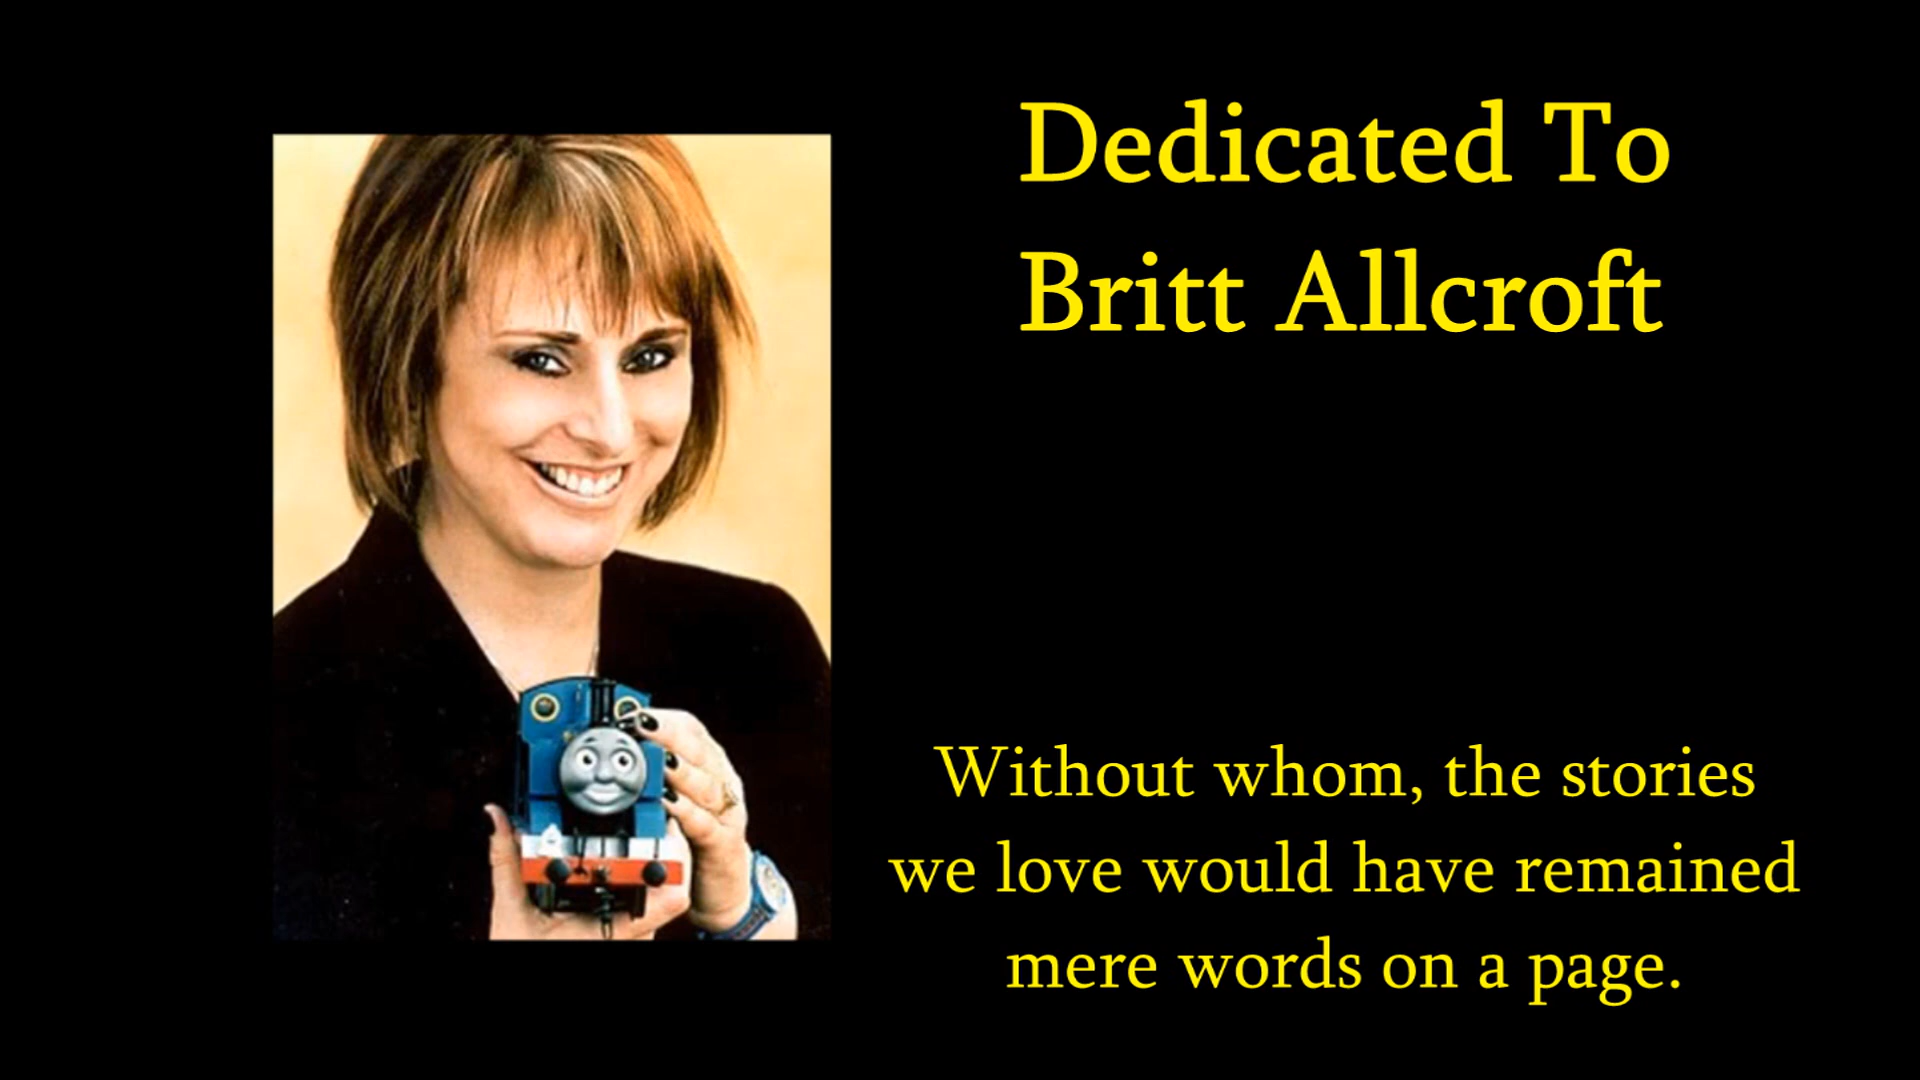 Dedicated To
Britt Allcroft
Without whom, the stories
we love would have remained
mere words on a page.